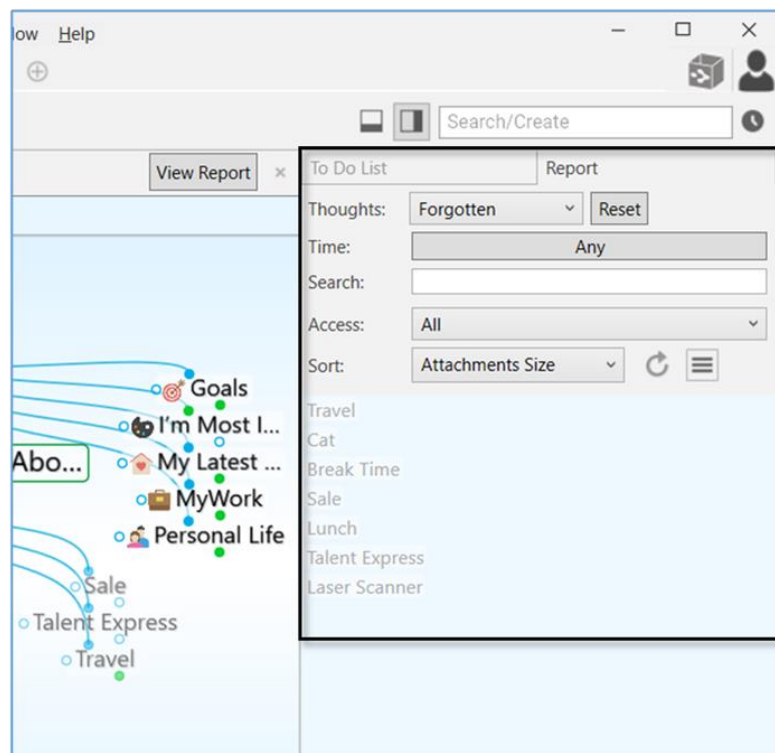 low Help
Search/Create
View Report
To Do List Report
Thoughts: Forgotten Reset
Time: Any
Search:
Access: All
Sort: Attachments Size
Goals
I'm Most I...
Abo... My Latest ...
MyWork
Personal Life
Sale
Talent Express
Travel
Travel
Cat
Break Time
Sale
Lunch
Talent Express
Laser Scanner